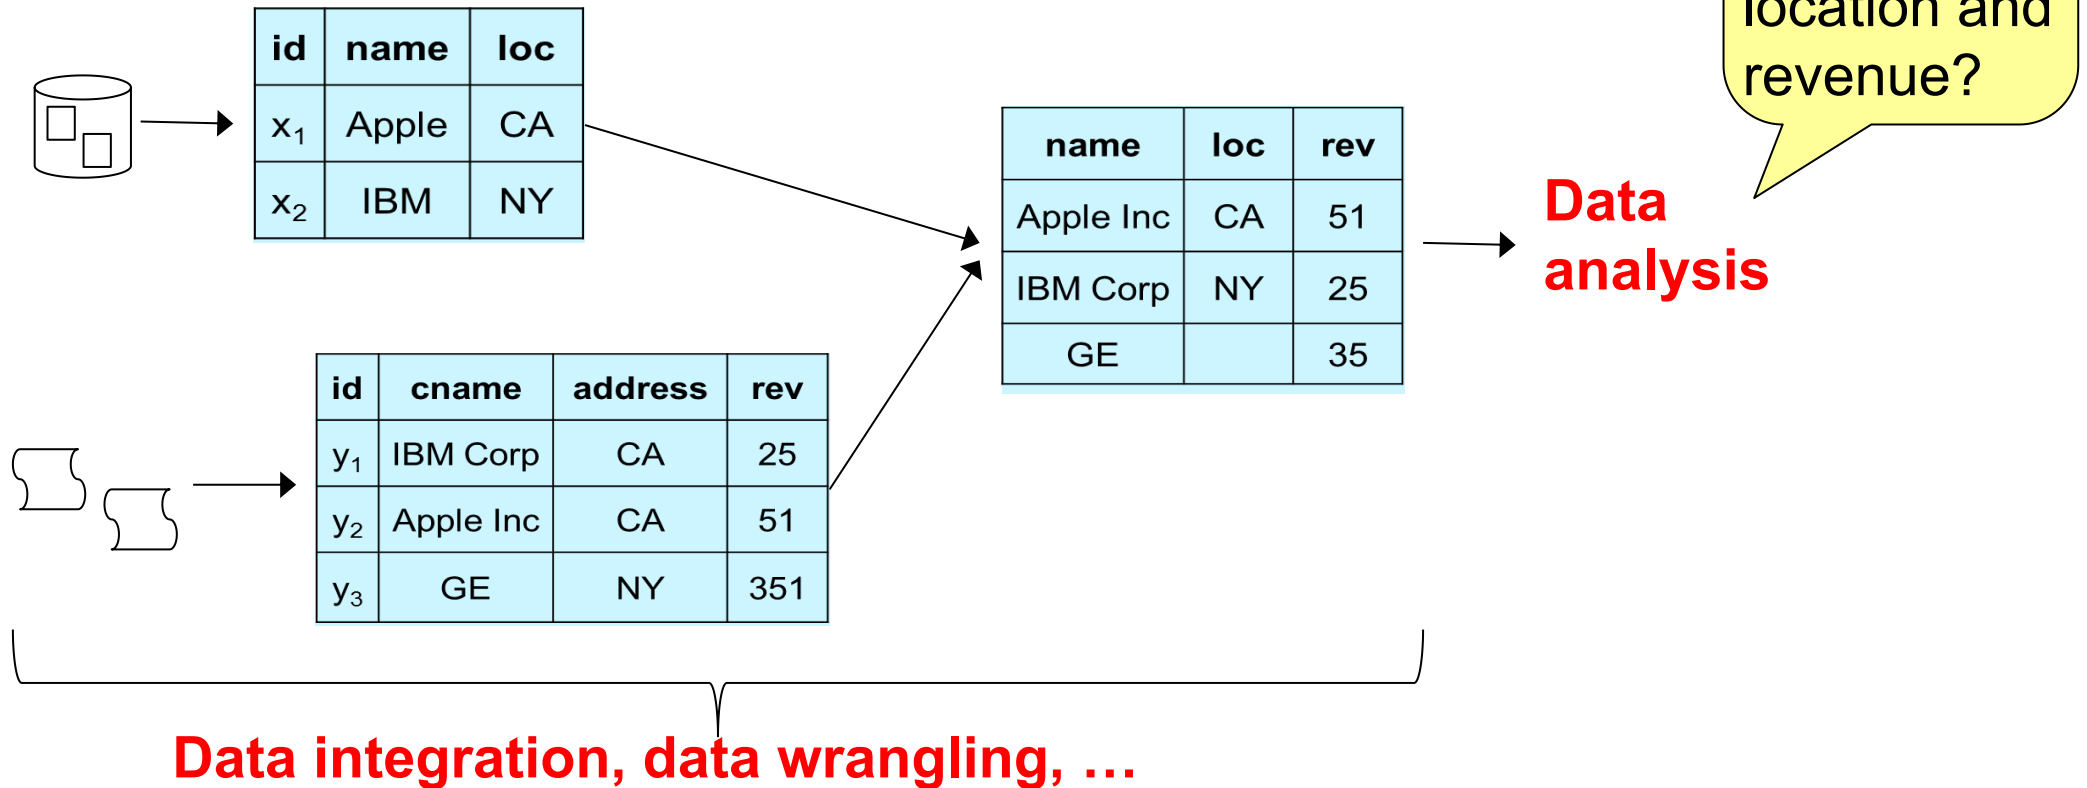 id name loc
x₁ Apple CA
x₂ IBM NY
id cname address rev
y₁ IBM Corp CA 25
y₂ Apple Inc CA 51
y₃ GE NY 351
name loc rev
Apple Inc CA 51
IBM Corp NY 25
GE 35
location and
revenue?
Data
analysis
Data integration, data wrangling, …